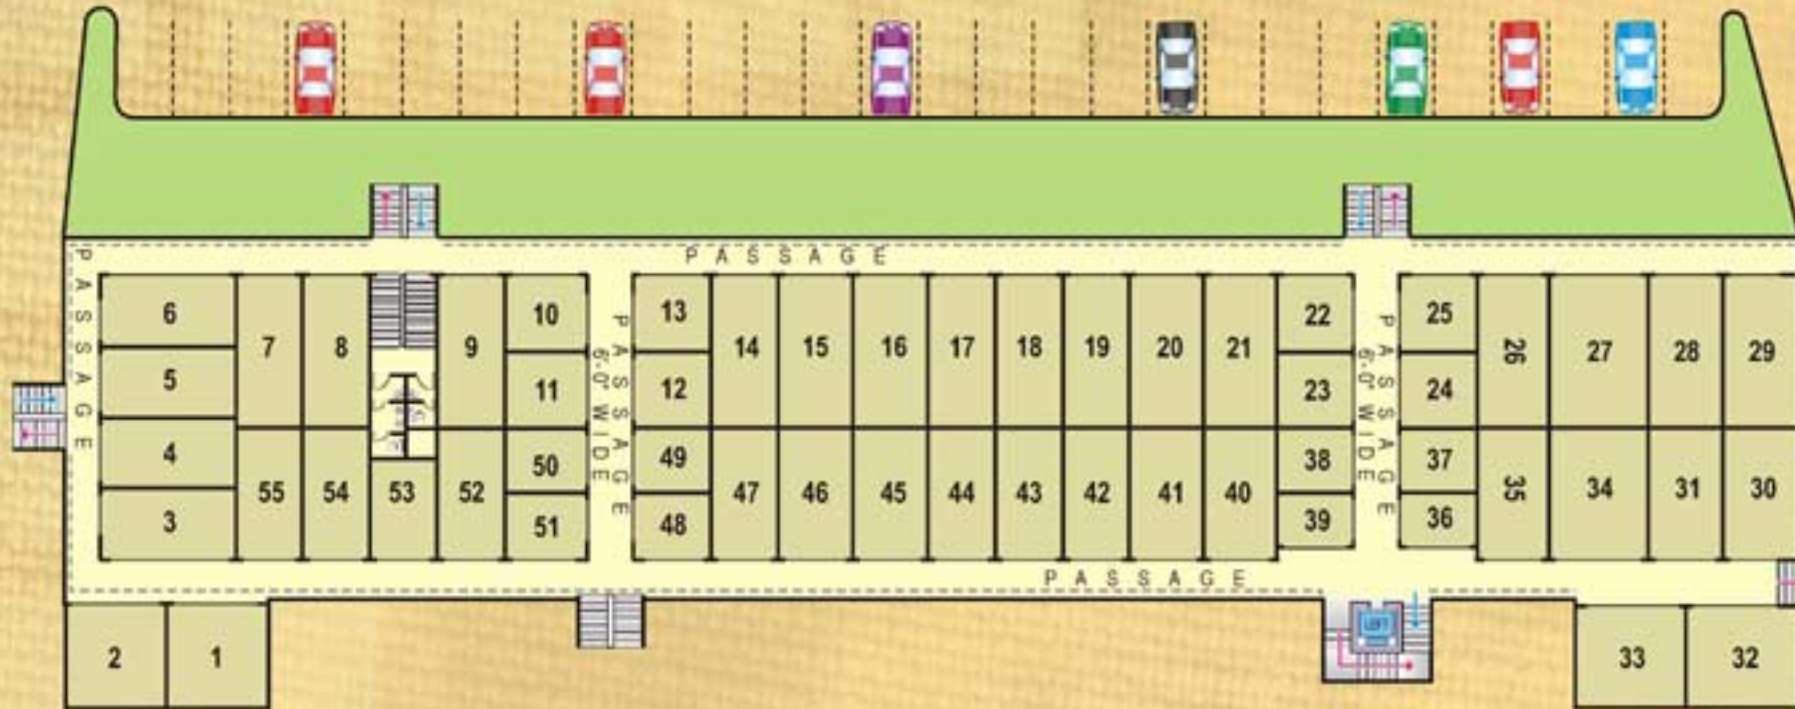 PASSAGE
PASSAGE
6 7 8 9 10 13 14 15 16 17 18 19 20 21 22 25 26 27 28 29
5 11 12 23 24
PASSAGE
6'-0" WIDE
PASSAGE
6'-0" WIDE
4 50 49 38 37
3 55 54 53 52 51 48 47 46 45 44 43 42 41 40 39 36 35 34 31 30
PASSAGE
LIFT
2 1 33 32